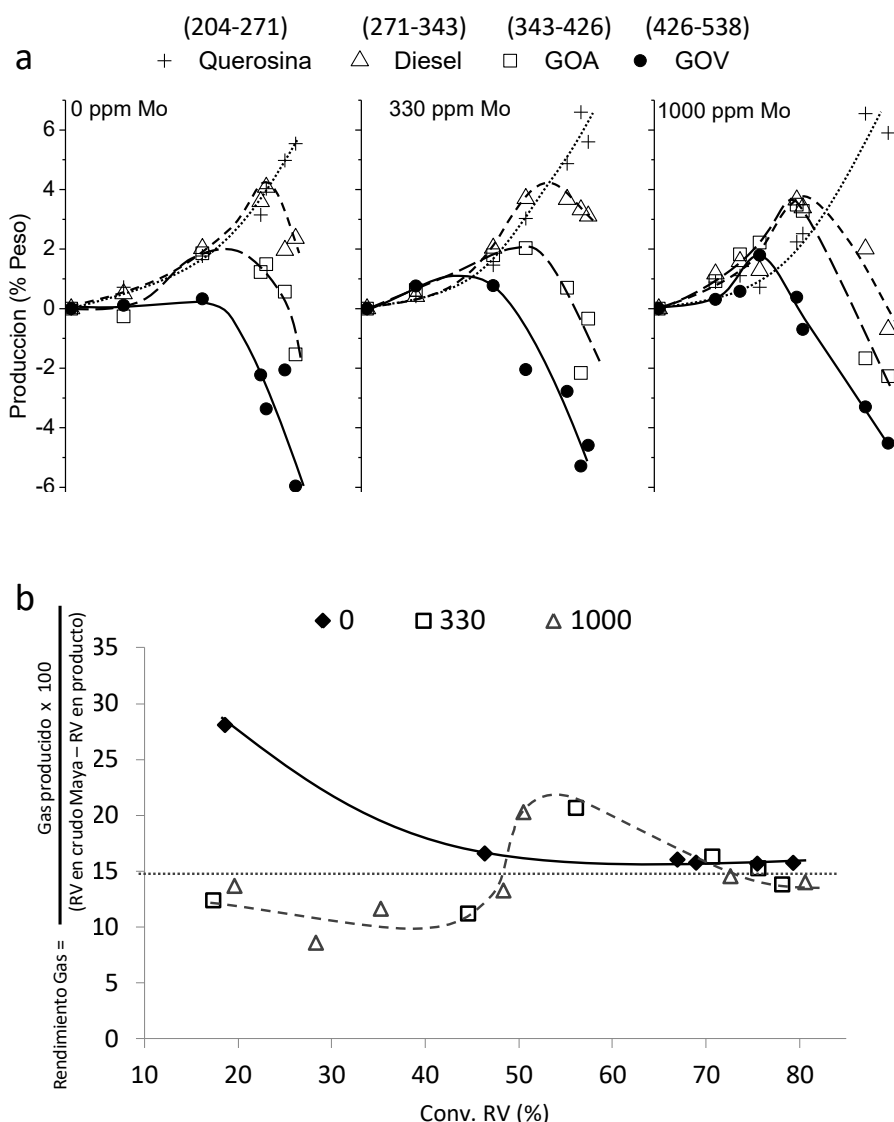 (204-271) (271-343) (343-426) (426-538)
a
+ Querosina △ Diesel □ GOA ● GOV
0 ppm Mo 330 ppm Mo 1000 ppm Mo
6
4
2
0
-2
-4
-6
Produccion (% Peso)
b
◆ 0 □ 330 △ 1000
35
30
25
20
15
10
5
0
Rendimiento Gas =
Gas producido x 100
(RV en crudo Maya – RV en producto)
10 20 30 40 50 60 70 80
Conv. RV (%)